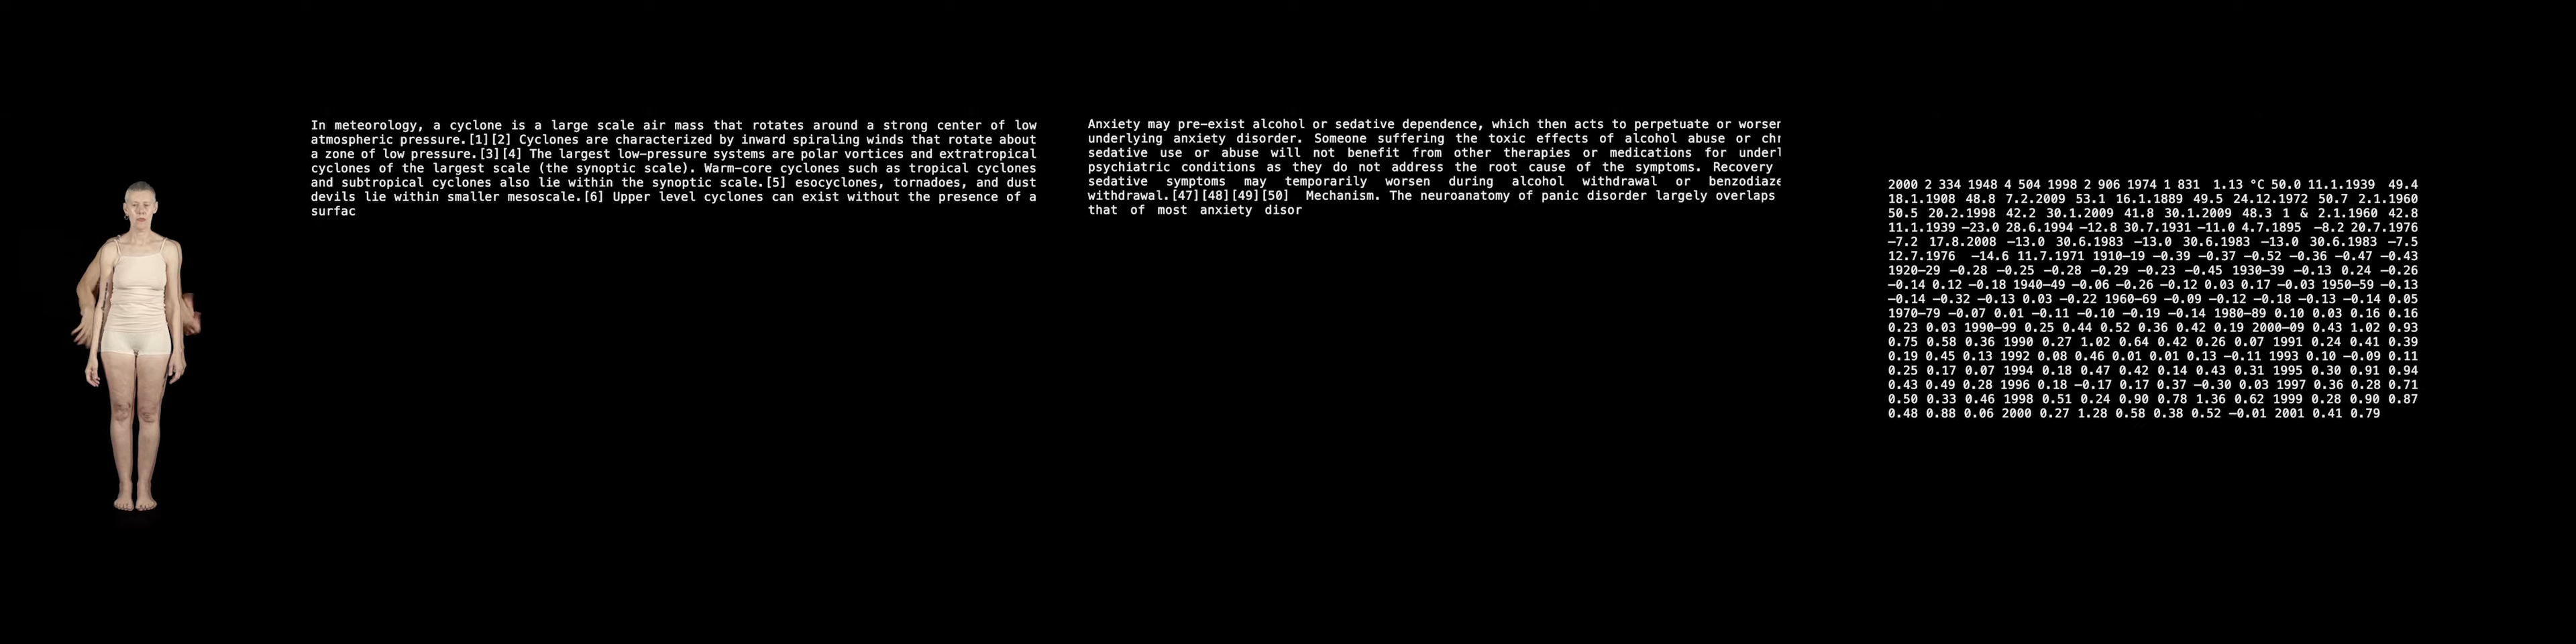 In meteorology, a cyclone is a large scale air mass that rotates around a strong center of low
atmospheric pressure.[1][2] Cyclones are characterized by inward spiraling winds that rotate about
a zone of low pressure.[3][4] The largest low-pressure systems are polar vortices and extratropical
cyclones of the largest scale (the synoptic scale). Warm-core cyclones such as tropical cyclones
and subtropical cyclones also lie within the synoptic scale.[5] esocyclones, tornadoes, and dust
devils lie within smaller mesoscale.[6] Upper level cyclones can exist without the presence of a
surfac
Anxiety may pre-exist alcohol or sedative dependence, which then acts to perpetuate or worsen
underlying anxiety disorder. Someone suffering the toxic effects of alcohol abuse or chr
sedative use or abuse will not benefit from other therapies or medications for underl
psychiatric conditions as they do not address the root cause of the symptoms. Recovery
sedative symptoms may temporarily worsen during alcohol withdrawal or benzodiaze
withdrawal.[47][48][49][50] Mechanism. The neuroanatomy of panic disorder largely overlaps
that of most anxiety disor
2000 2 334 1948 4 504 1998 2 906 1974 1 831 1.13 °C 50.0 11.1.1939 49.4
18.1.1908 48.8 7.2.2009 53.1 16.1.1889 49.5 24.12.1972 50.7 2.1.1960
50.5 20.2.1998 42.2 30.1.2009 41.8 30.1.2009 48.3 1 & 2.1.1960 42.8
11.1.1939 −23.0 28.6.1994 −12.8 30.7.1931 −11.0 4.7.1895 −8.2 20.7.1976
−7.2 17.8.2008 −13.0 30.6.1983 −13.0 30.6.1983 −13.0 30.6.1983 −7.5
12.7.1976 −14.6 11.7.1971 1910–19 −0.39 −0.37 −0.52 −0.36 −0.47 −0.43
1920–29 −0.28 −0.25 −0.28 −0.29 −0.23 −0.45 1930–39 −0.13 0.24 −0.26
−0.14 0.12 −0.18 1940–49 −0.06 −0.26 −0.12 0.03 0.17 −0.03 1950–59 −0.13
−0.14 −0.32 −0.13 0.03 −0.22 1960–69 −0.09 −0.12 −0.18 −0.13 −0.14 0.05
1970–79 −0.07 0.01 −0.11 −0.10 −0.19 −0.14 1980–89 0.10 0.03 0.16 0.16
0.23 0.03 1990–99 0.25 0.44 0.52 0.36 0.42 0.19 2000–09 0.43 1.02 0.93
0.75 0.58 0.36 1990 0.27 1.02 0.64 0.42 0.26 0.07 1991 0.24 0.41 0.39
0.19 0.45 0.13 1992 0.08 0.46 0.01 0.01 0.13 −0.11 1993 0.10 −0.09 0.11
0.25 0.17 0.07 1994 0.18 0.47 0.42 0.14 0.43 0.31 1995 0.30 0.91 0.94
0.43 0.49 0.28 1996 0.18 −0.17 0.17 0.37 −0.30 0.03 1997 0.36 0.28 0.71
0.50 0.33 0.46 1998 0.51 0.24 0.90 0.78 1.36 0.62 1999 0.28 0.90 0.87
0.48 0.88 0.06 2000 0.27 1.28 0.58 0.38 0.52 −0.01 2001 0.41 0.79